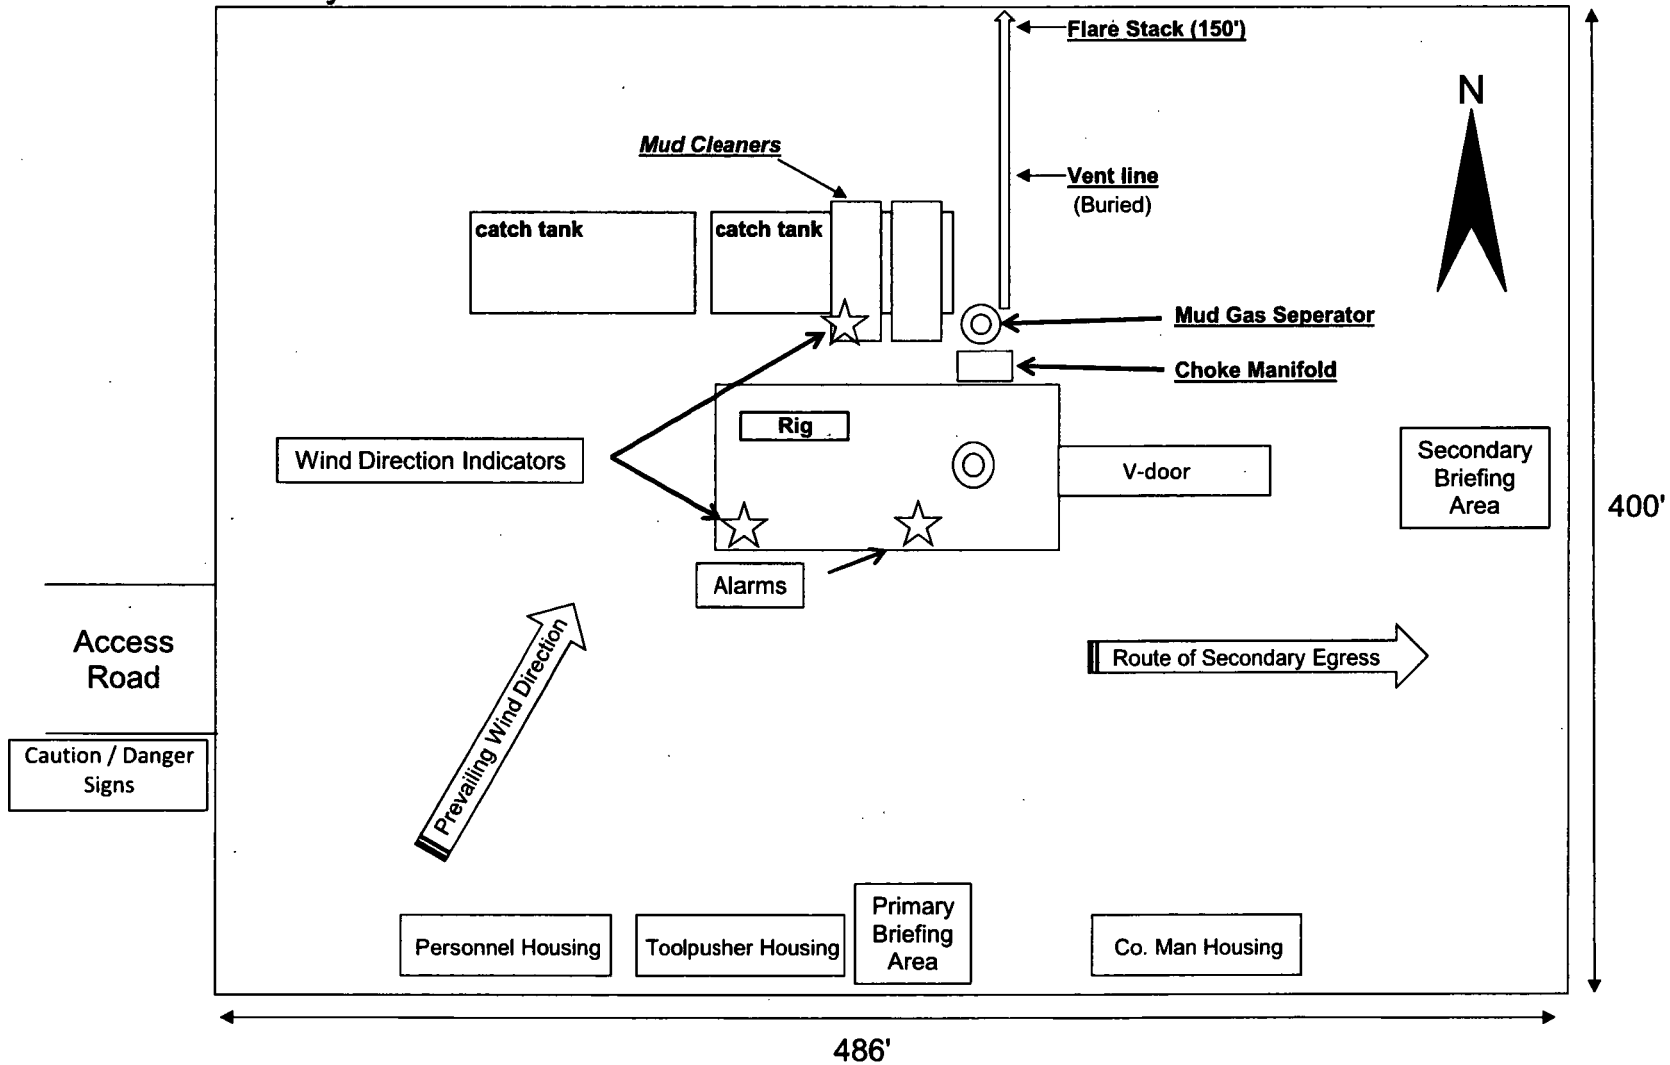 Flare Stack (150')
N
Mud Cleaners
Vent line
(Buried)
catch tank
catch tank
Mud Gas Seperator
Choke Manifold
Rig
Wind Direction Indicators
V-door
Secondary
Briefing
Area
400'
Alarms
Access
Road
Prevailing Wind Direction
Route of Secondary Egress
Caution / Danger
Signs
Primary
Briefing
Area
Personnel Housing
Toolpusher Housing
Co. Man Housing
486'